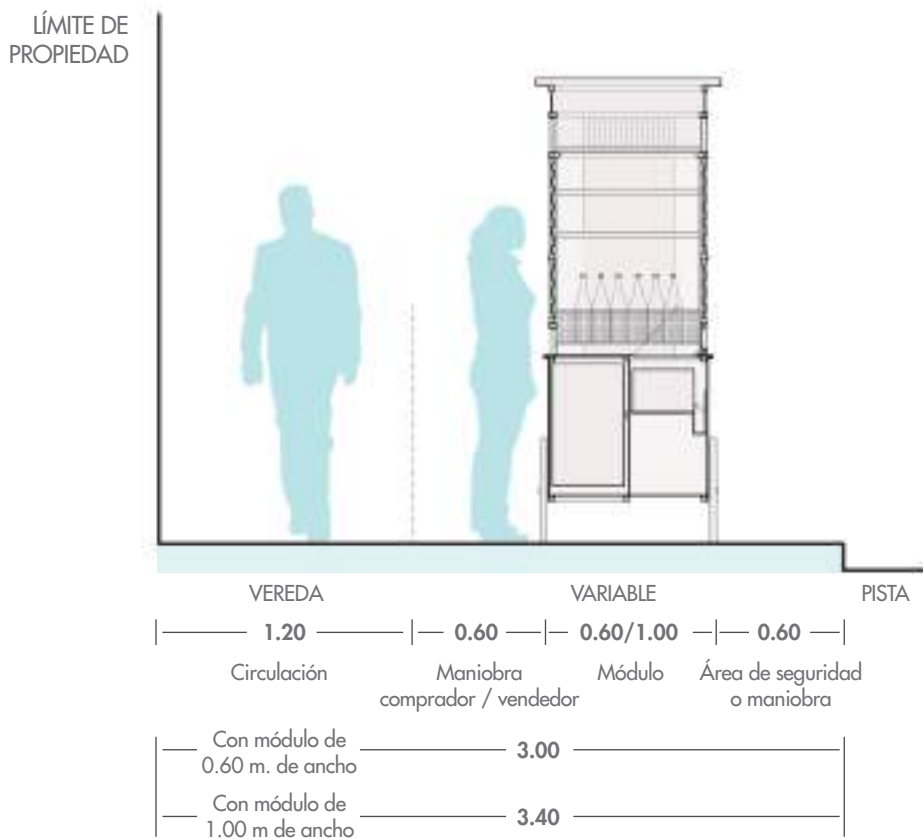 LÍMITE DE
PROPIEDAD
VEREDA VARIABLE PISTA
1.20 0.60 0.60/1.00 0.60
Circulación Maniobra Módulo Área de seguridad
comprador / vendedor o maniobra
Con módulo de
0.60 m. de ancho
3.00
Con módulo de
1.00 m de ancho
3.40